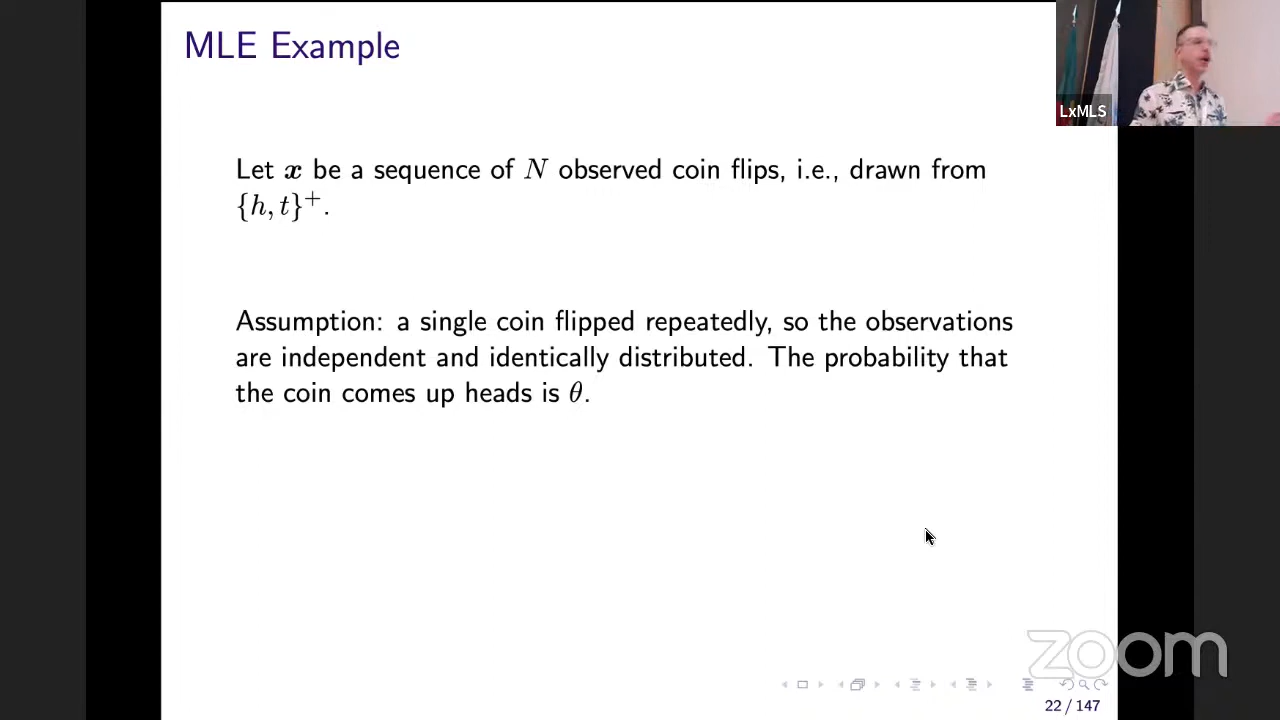 MLE Example
LxMLS
Let x be a sequence of N observed coin flips, i.e., drawn from
{h, t}⁺.
Assumption: a single coin flipped repeatedly, so the observations
are independent and identically distributed. The probability that
the coin comes up heads is θ.
zoom
22 / 147